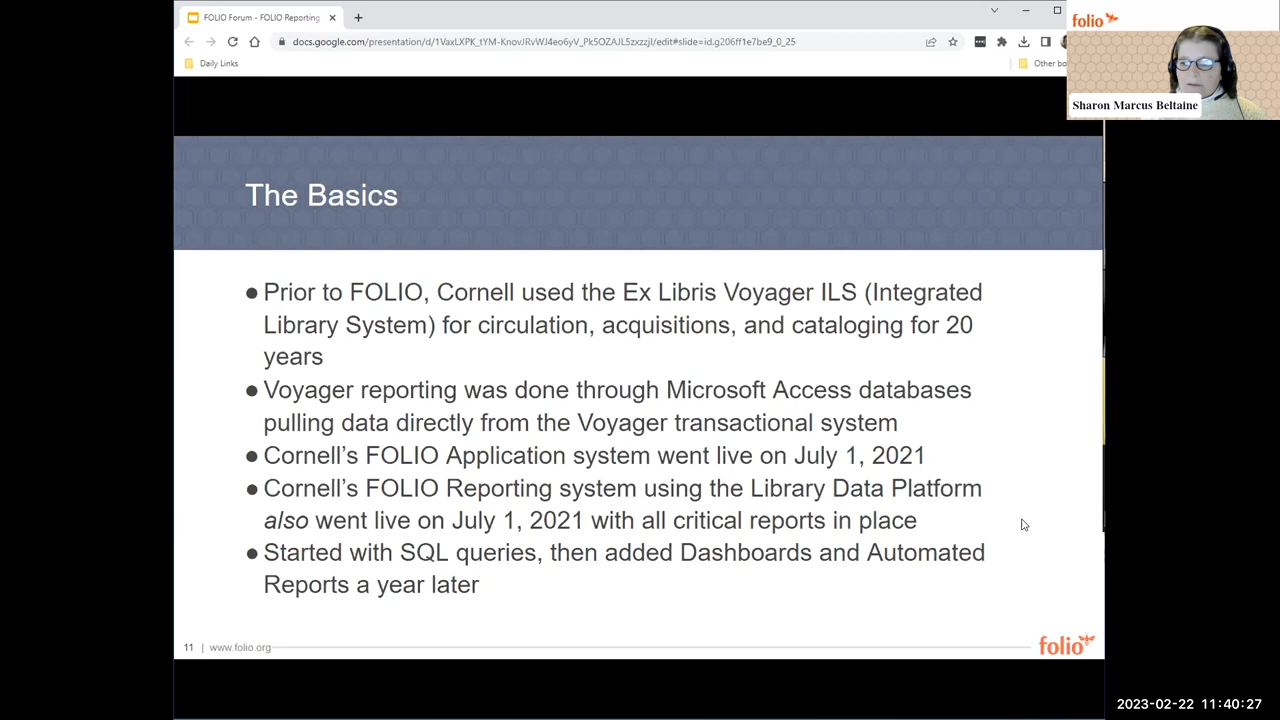 FOLIO Forum - FOLIO Reporting
docs.google.com/presentation/d/1VaxLXPK_tYM-KnovJRvWJ4eo6yV_Pk5OZAJL5zxzzjl/edit#slide=id.g206ff1e7be9_0_25
Daily Links
Other bo
folio
Sharon Marcus Beltaine
The Basics
● Prior to FOLIO, Cornell used the Ex Libris Voyager ILS (Integrated
Library System) for circulation, acquisitions, and cataloging for 20
years
● Voyager reporting was done through Microsoft Access databases
pulling data directly from the Voyager transactional system
● Cornell’s FOLIO Application system went live on July 1, 2021
● Cornell’s FOLIO Reporting system using the Library Data Platform
also went live on July 1, 2021 with all critical reports in place
● Started with SQL queries, then added Dashboards and Automated
Reports a year later
11 | www.folio.org
folio
2023-02-22 11:40:27